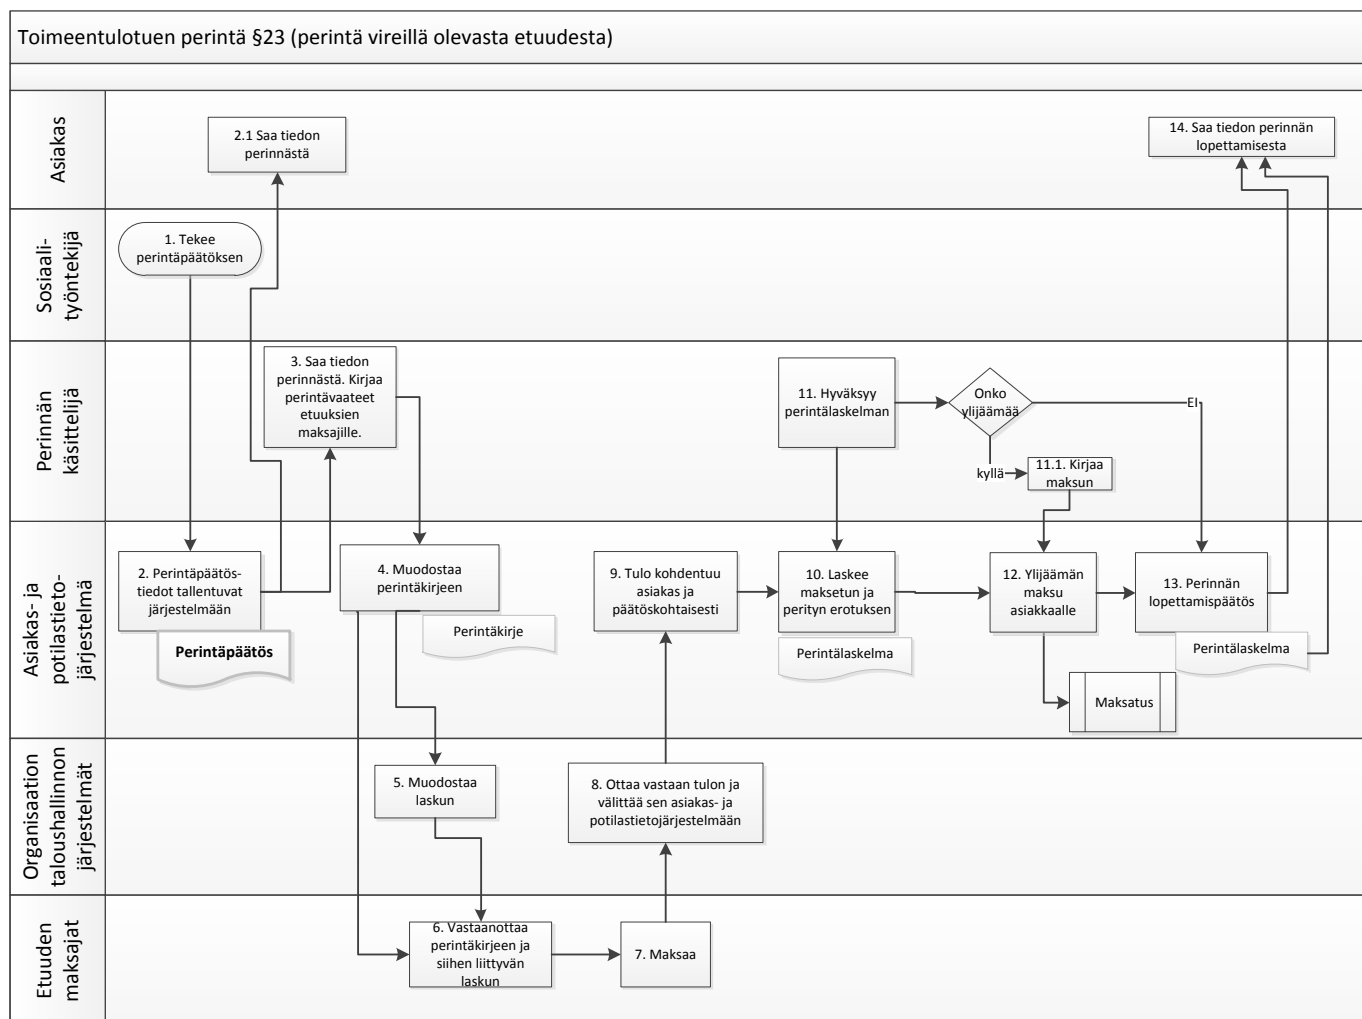 Toimeentulotuen perintä §23 (perintä vireillä olevasta etuudesta)
Asiakas
2.1 Saa tiedon
perinnästä
14. Saa tiedon perinnän
lopettamisesta
Sosiaali-
työntekijä
1. Tekee
perintäpäätöksen
Perinnän
käsittelijä
3. Saa tiedon
perinnästä. Kirjaa
perintävaateet
etuuksien
maksajille.
11. Hyväksyy
perintälaskelman
Onko
ylijäämää
EI
kyllä
11.1. Kirjaa
maksun
Asiakas- ja
potilastieto-
järjestelmä
2. Perintäpäätös-
tiedot tallentuvat
järjestelmään
Perintäpäätös
4. Muodostaa
perintäkirjeen
Perintäkirje
9. Tulo kohdentuu
asiakas ja
päätöskohtaisesti
10. Laskee
maksetun ja
perityn erotuksen
Perintälaskelma
12. Ylijäämän
maksu
asiakkaalle
13. Perinnän
lopettamispäätös
Perintälaskelma
Maksatus
Organisaation
taloushallinnon
järjestelmät
5. Muodostaa
laskun
8. Ottaa vastaan tulon ja
välittää sen asiakas- ja
potilastietojärjestelmään
Etuuden
maksajat
6. Vastaanottaa
perintäkirjeen ja
siihen liittyvän
laskun
7. Maksaa